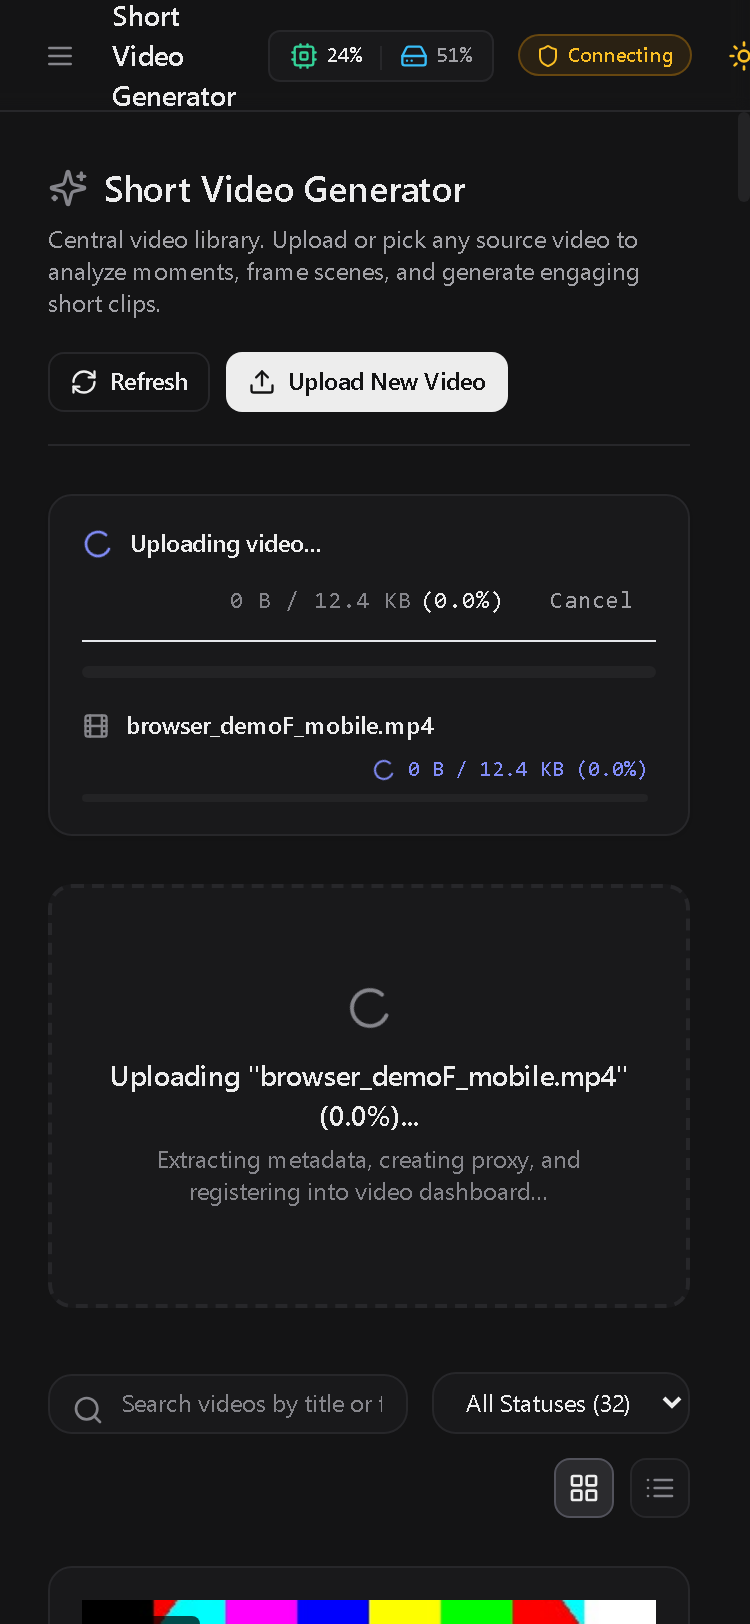 Short
Video
Generator
24%
51%
Connecting
Short Video Generator
Central video library. Upload or pick any source video to
analyze moments, frame scenes, and generate engaging
short clips.
Refresh
Upload New Video
Uploading video...
0 B / 12.4 KB (0.0%)
Cancel
browser_demoF_mobile.mp4
0 B / 12.4 KB (0.0%)
Uploading "browser_demoF_mobile.mp4"
(0.0%)...
Extracting metadata, creating proxy, and
registering into video dashboard...
Search videos by title or
All Statuses (32)